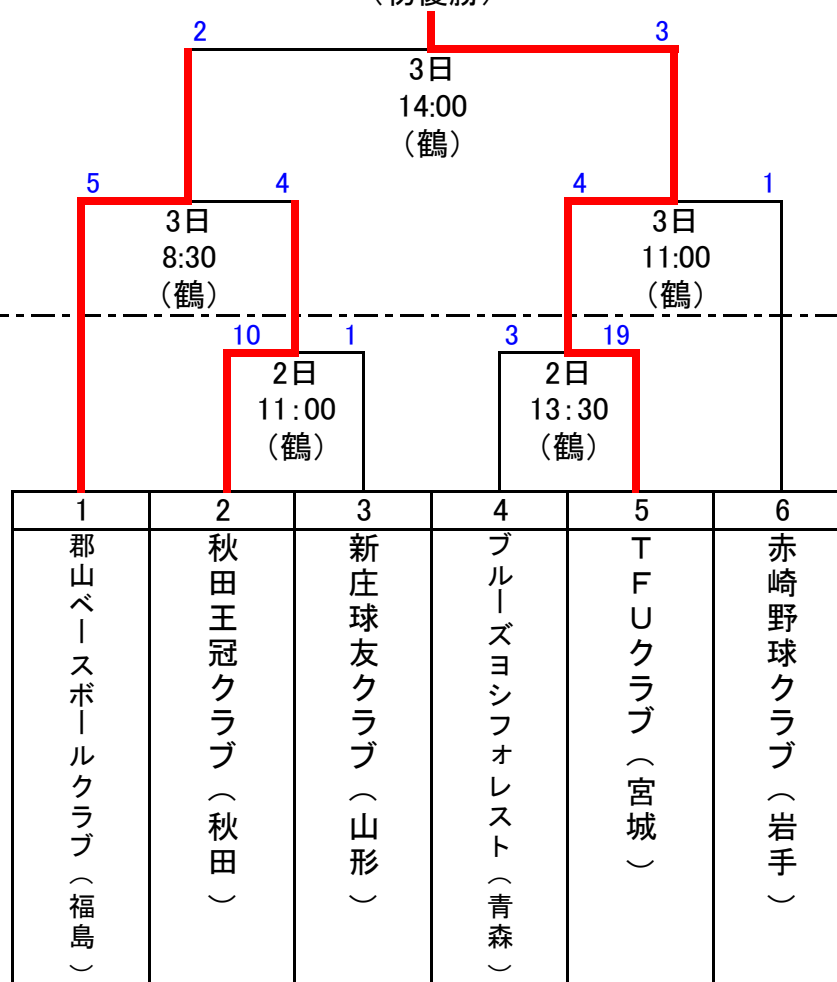 （初優勝）
2
3
3日
14:00
（鶴）
5
4
4
1
3日
8:30
（鶴）
3日
11:00
（鶴）
10
1
3
19
2日
11：00
（鶴）
2日
13：30
（鶴）
1
2
3
4
5
6
郡山ベースボールクラブ（福島）
秋田王冠クラブ（秋田）
新庄球友クラブ（山形）
ブルーズヨシフォレスト（青森）
ＴＦＵクラブ（宮城）
赤崎野球クラブ（岩手）